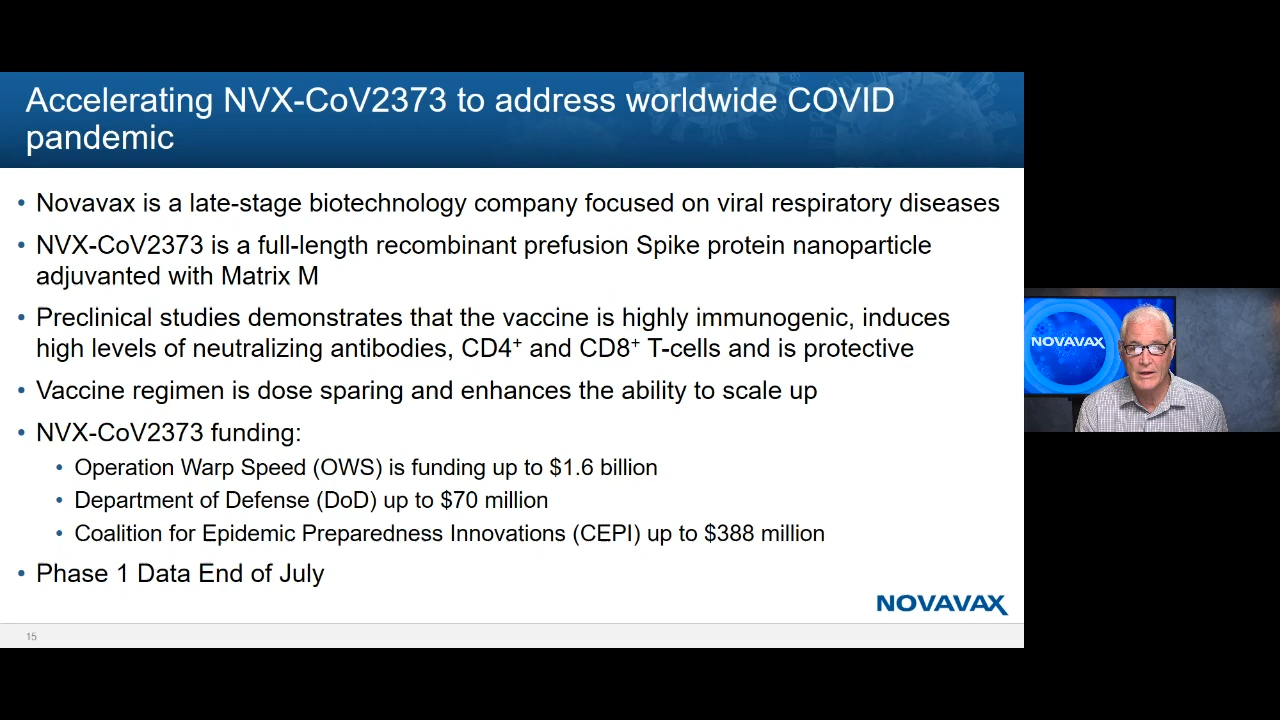 Accelerating NVX-CoV2373 to address worldwide COVID
pandemic
• Novavax is a late-stage biotechnology company focused on viral respiratory diseases
• NVX-CoV2373 is a full-length recombinant prefusion Spike protein nanoparticle
adjuvanted with Matrix M
• Preclinical studies demonstrates that the vaccine is highly immunogenic, induces
high levels of neutralizing antibodies, CD4⁺ and CD8⁺ T-cells and is protective
• Vaccine regimen is dose sparing and enhances the ability to scale up
• NVX-CoV2373 funding:
• Operation Warp Speed (OWS) is funding up to $1.6 billion
• Department of Defense (DoD) up to $70 million
• Coalition for Epidemic Preparedness Innovations (CEPI) up to $388 million
• Phase 1 Data End of July
NOVAVAX
15
NOVAVAX